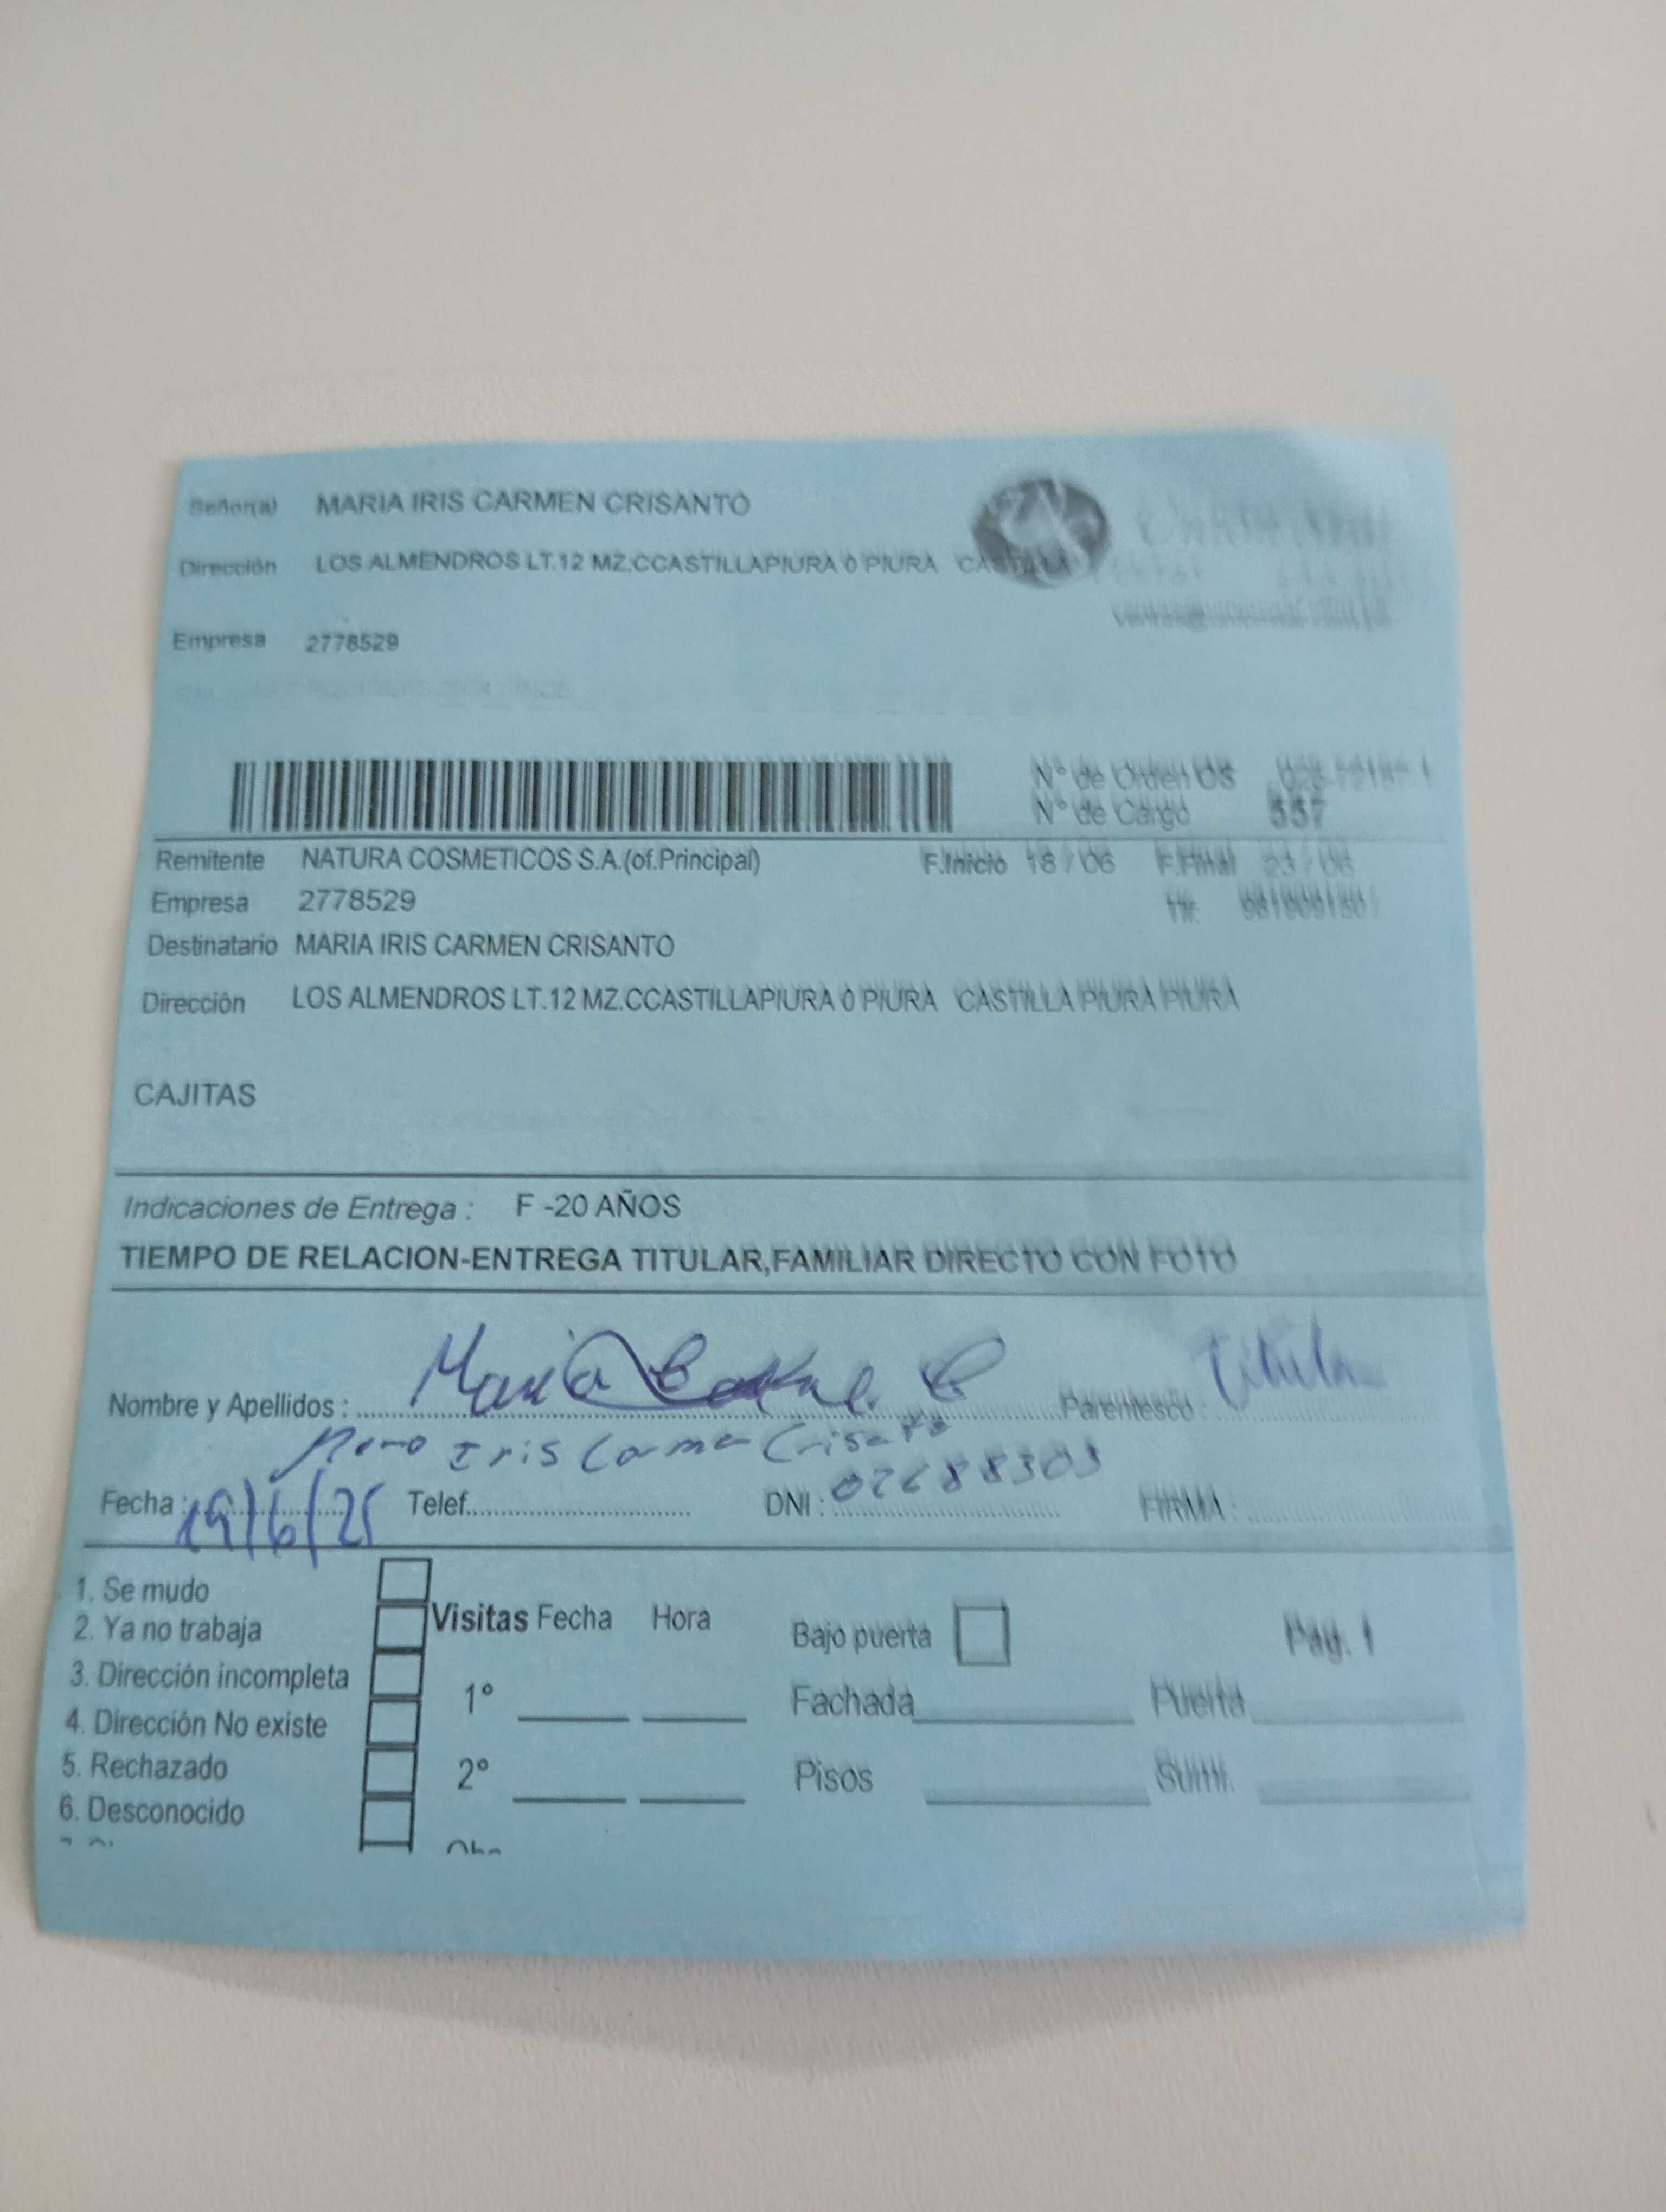 Señor(a) MARIA IRIS CARMEN CRISANTO
Dirección LOS ALMENDROS LT.12 MZ.CCASTILLAPIURA 0 PIURA CASTILLA
Empresa 2778529
N° de Orden OS
N° de Cargo 557
Remitente NATURA COSMETICOS S.A.(of.Principal) F.Inicio 18/06 F.Final 23/06
Empresa 2778529
Destinatario MARIA IRIS CARMEN CRISANTO
Dirección LOS ALMENDROS LT.12 MZ.CCASTILLAPIURA 0 PIURA CASTILLA PIURA PIURA
CAJITAS
Indicaciones de Entrega : F -20 AÑOS
TIEMPO DE RELACION-ENTREGA TITULAR,FAMILIAR DIRECTO CON FOTO
Nombre y Apellidos : Maria Parentesco : titular
Iris Carmen Crisanto
Fecha : 19/6/25 Telef. DNI : 02688303 FIRMA :
1. Se mudo
2. Ya no trabaja
3. Dirección incompleta
4. Dirección No existe
5. Rechazado
6. Desconocido
Visitas Fecha Hora
1°
2°
Bajo puerta
Fachada
Pisos
Pag. 1
Puerta
Sumi.